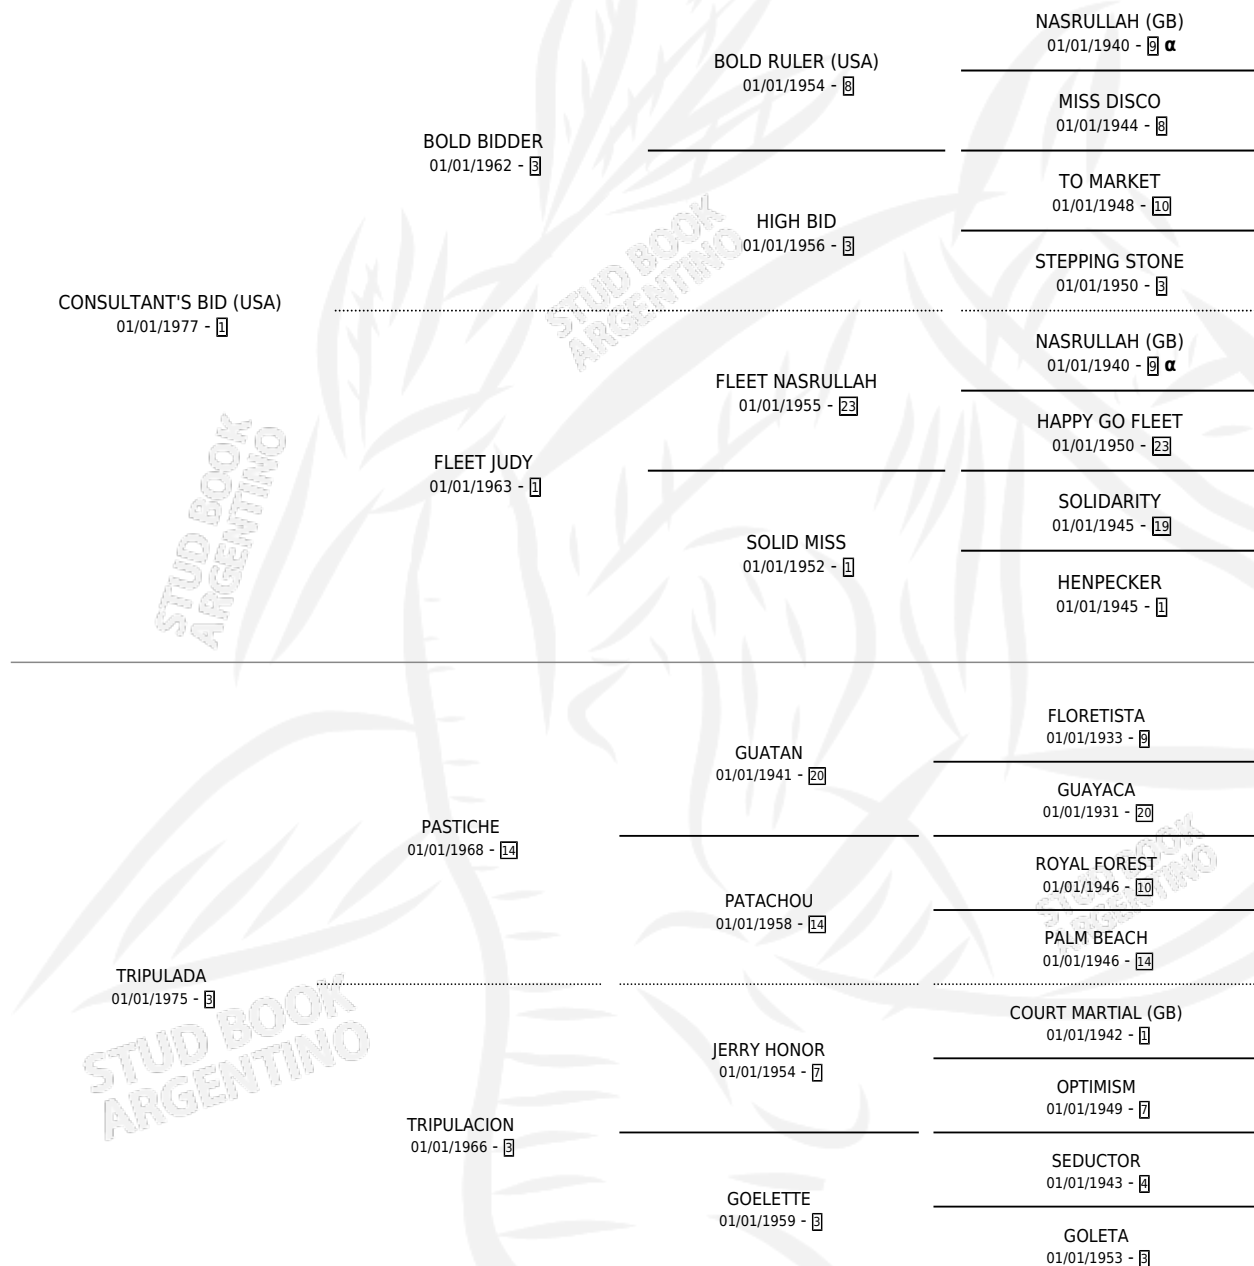 NASRULLAH (GB)
01/01/1940 - 9 α
BOLD RULER (USA)
01/01/1954 - 8
MISS DISCO
01/01/1944 - 8
BOLD BIDDER
01/01/1962 - 3
TO MARKET
01/01/1948 - 10
HIGH BID
01/01/1956 - 3
STEPPING STONE
01/01/1950 - 3
CONSULTANT'S BID (USA)
01/01/1977 - 1
NASRULLAH (GB)
01/01/1940 - 9 α
FLEET NASRULLAH
01/01/1955 - 23
HAPPY GO FLEET
01/01/1950 - 23
FLEET JUDY
01/01/1963 - 1
SOLIDARITY
01/01/1945 - 19
SOLID MISS
01/01/1952 - 1
HENPECKER
01/01/1945 - 1
FLORETISTA
01/01/1933 - 9
GUATAN
01/01/1941 - 20
GUAYACA
01/01/1931 - 20
PASTICHE
01/01/1968 - 14
ROYAL FOREST
01/01/1946 - 10
PATACHOU
01/01/1958 - 14
PALM BEACH
01/01/1946 - 14
TRIPULADA
01/01/1975 - 3
COURT MARTIAL (GB)
01/01/1942 - 1
JERRY HONOR
01/01/1954 - 7
OPTIMISM
01/01/1949 - 7
TRIPULACION
01/01/1966 - 3
SEDUCTOR
01/01/1943 - 4
GOELETTE
01/01/1959 - 3
GOLETA
01/01/1953 - 3
STUD BOOK
ARGENTINO
STUD BOOK
ARGENTINO
STUD BOOK
ARGENTINO
STUD BOOK
ARGENTINO